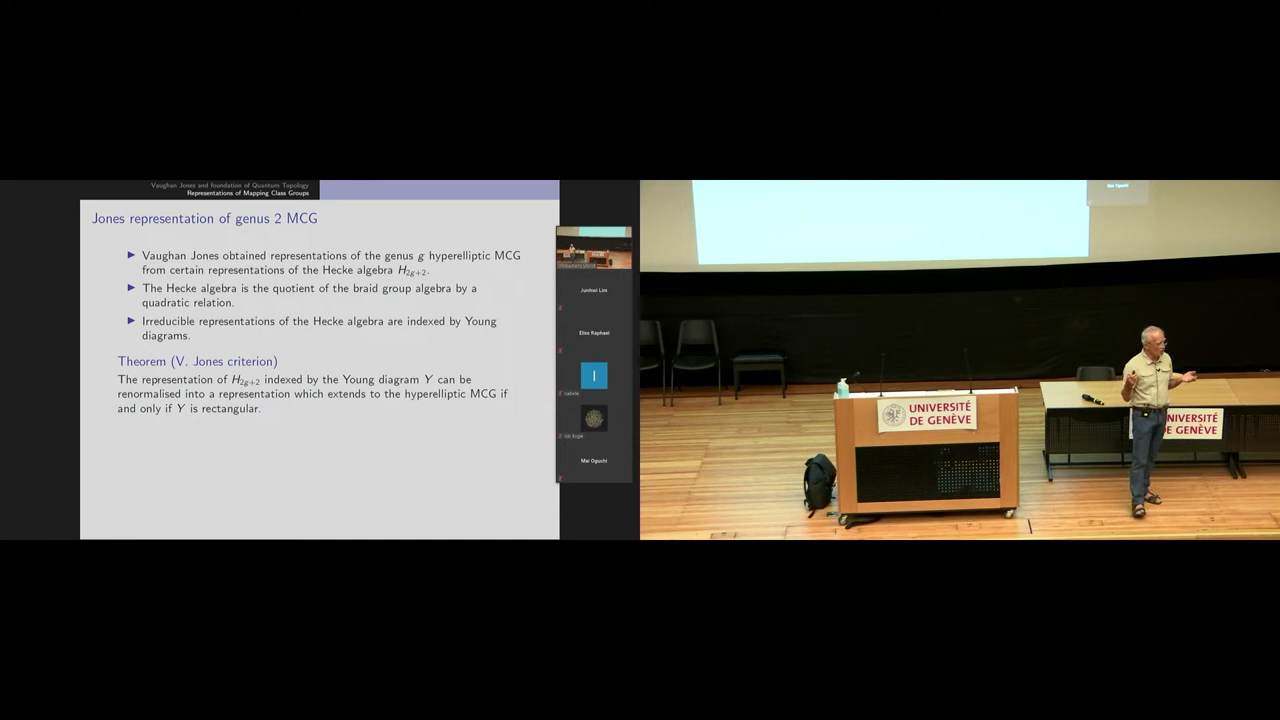 Vaughan Jones and foundation of Quantum Topology
Representations of Mapping Class Groups
Jones representation of genus 2 MCG
▶ Vaughan Jones obtained representations of the genus g hyperelliptic MCG
from certain representations of the Hecke algebra H2g+2.
▶ The Hecke algebra is the quotient of the braid group algebra by a
quadratic relation.
▶ Irreducible representations of the Hecke algebra are indexed by Young
diagrams.
Theorem (V. Jones criterion)
The representation of H2g+2 indexed by the Young diagram Y can be
renormalised into a representation which extends to the hyperelliptic MCG if
and only if Y is rectangular.
Junhwi Lim
Elise Raphael
I
Isabelle
Mai Oguchi
UNIVERSITÉ
DE GENÈVE
UNIVERSITÉ
DE GENÈVE